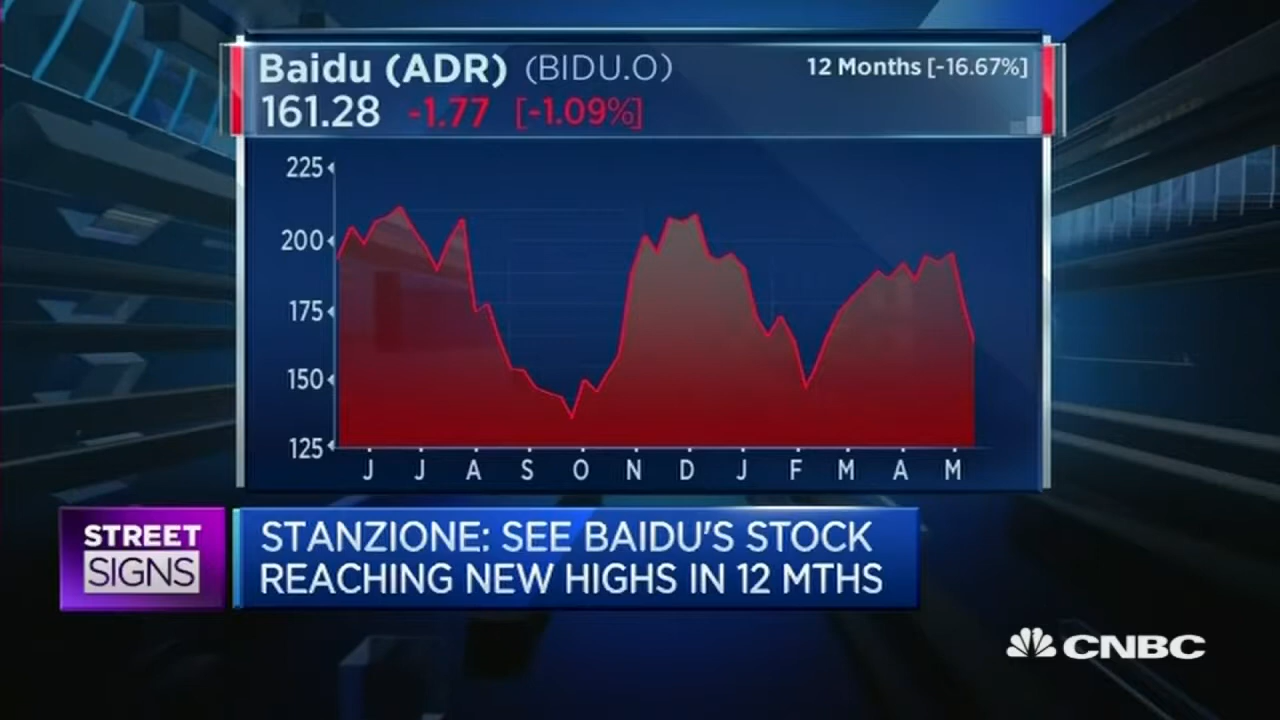 Baidu (ADR) (BIDU.O) 12 Months [-16.67%]
161.28 -1.77 [-1.09%]
225
200
175
150
125
J J A S O N D J F M A M
STREET
SIGNS
STANZIONE: SEE BAIDU'S STOCK
REACHING NEW HIGHS IN 12 MTHS
CNBC